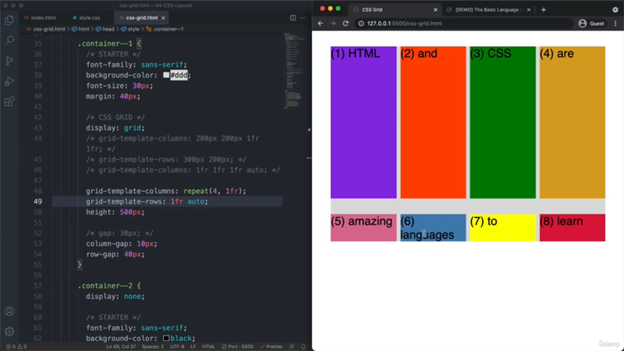 css-grid.html — 04-CSS-Layouts
index.html
style.css
css-grid.html
css-grid.html > html > head > style > .container--1
35 .container--1 {
36 /* STARTER */
37 font-family: sans-serif;
38 background-color: #ddd;
39 font-size: 30px;
40 margin: 40px;
41
42 /* CSS GRID */
43 display: grid;
44 /* grid-template-columns: 200px 200px 1fr
1fr; */
45 /* grid-template-rows: 300px 200px; */
46 /* grid-template-columns: 1fr 1fr 1fr auto; */
47
48 grid-template-columns: repeat(4, 1fr);
49 grid-template-rows: 1fr auto;
50 height: 500px;
51
52 /* gap: 30px; */
53 column-gap: 10px;
54 row-gap: 40px;
55 }
56
57 .container--2 {
58 display: none;
59
60 /* STARTER */
61 font-family: sans-serif;
62 background-color: black;
Ln 49, Col 37
Spaces: 2
UTF-8
LF
HTML
Port : 5500
Prettier
CSS Grid
[DEMO] The Basic Language
127.0.0.1:5500/css-grid.html
Guest
(1) HTML
(2) and
(3) CSS
(4) are
(5) amazing
(6)
languages
(7) to
(8) learn
Udemy